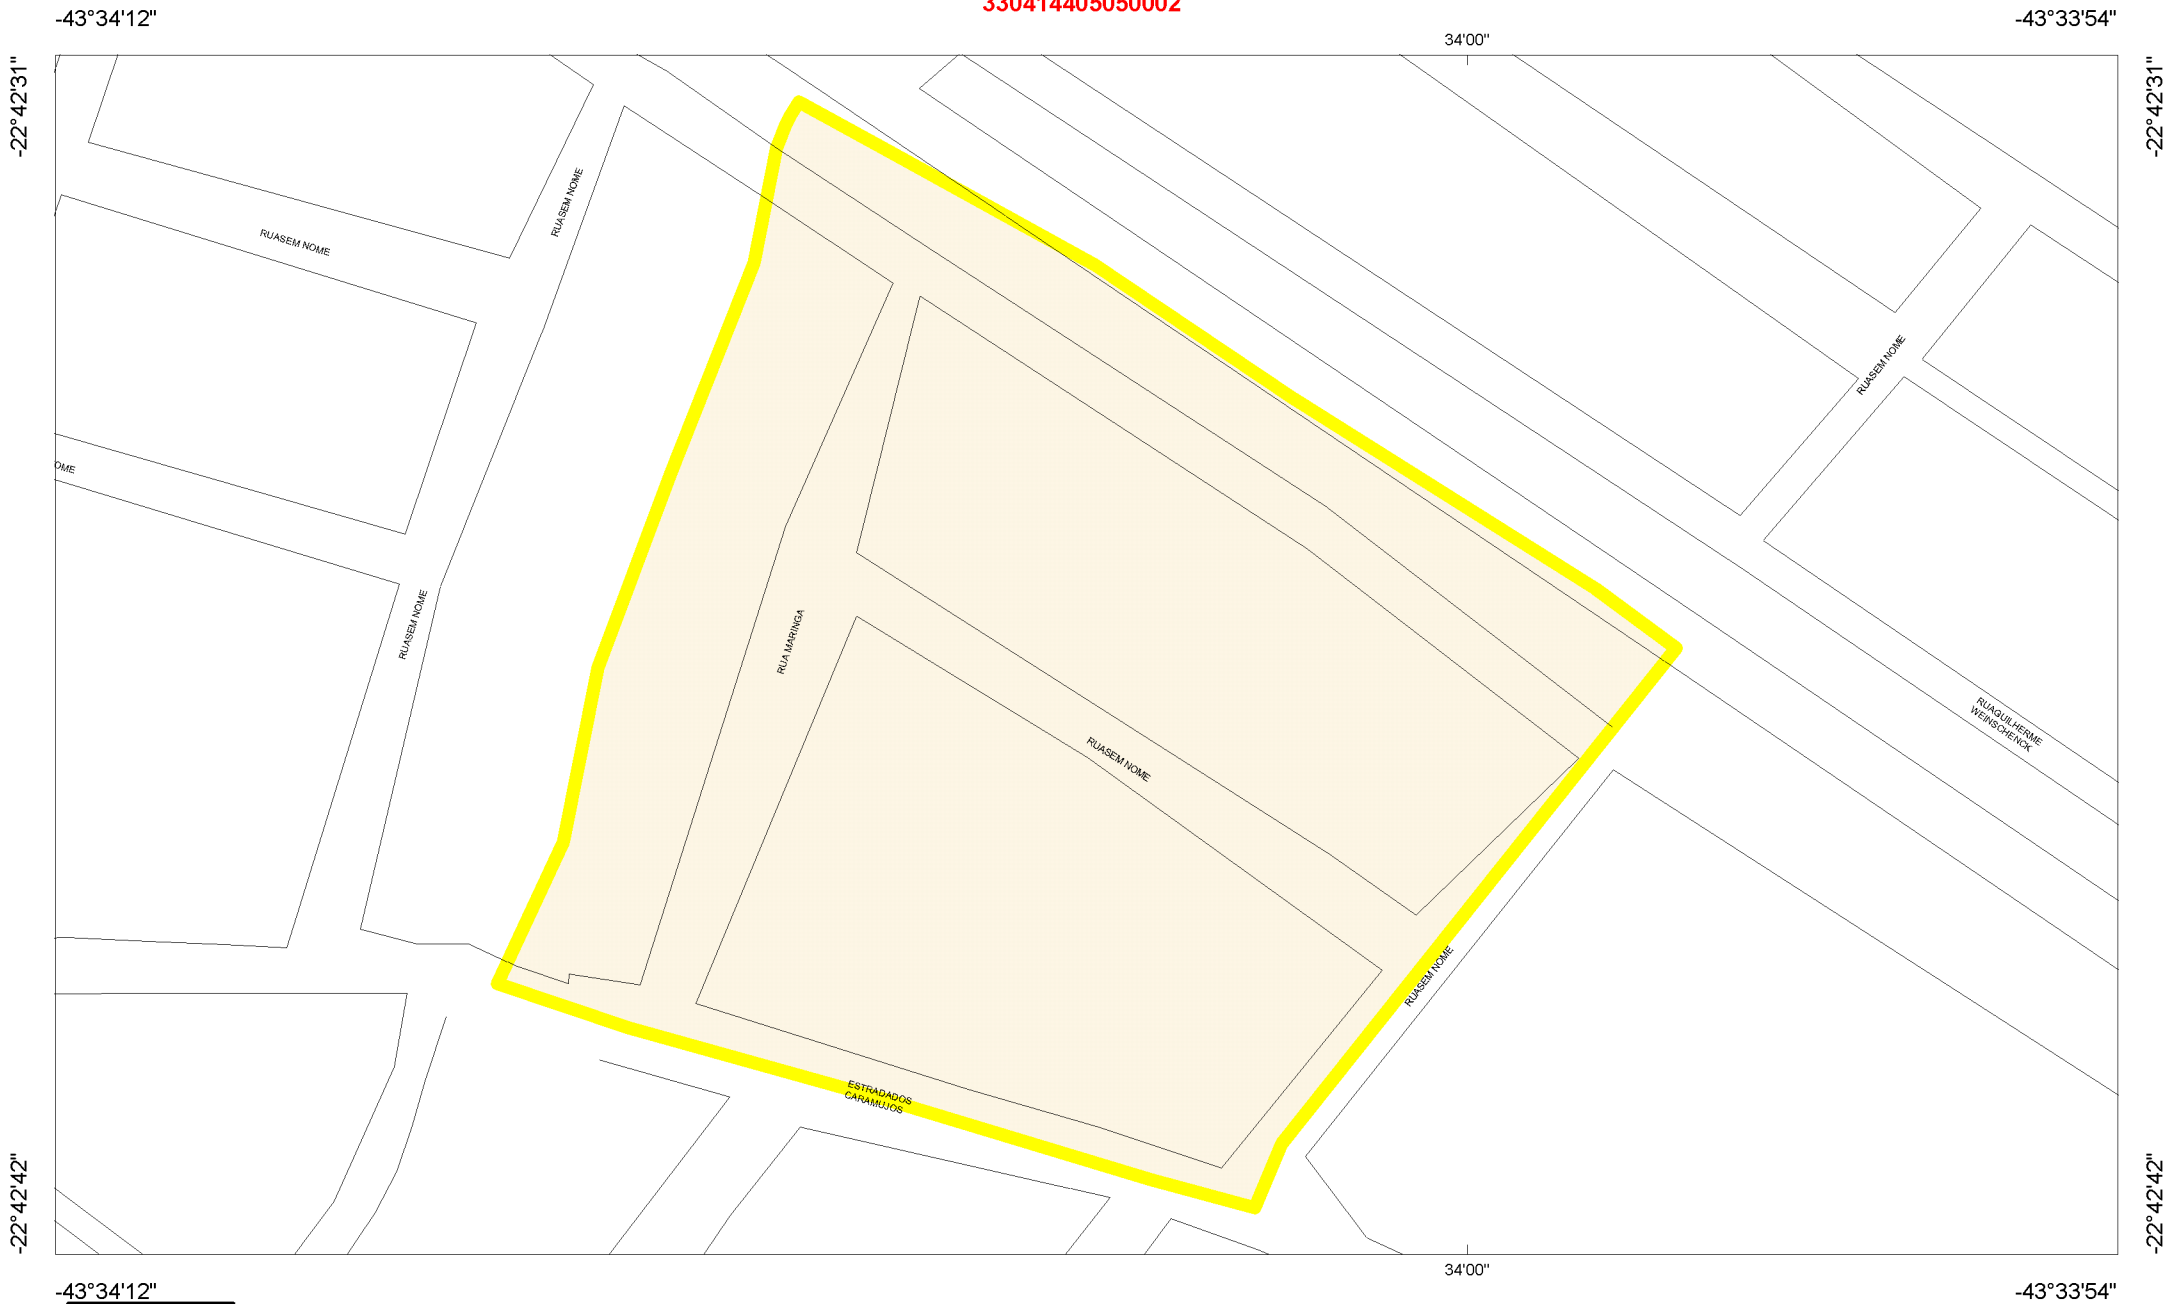 330414405050002
-43°34'12"
-43°33'54"
34'00"
-22°42'31"
-22°42'31"
RUASEM NOME
RUASEM NOME
RUASEM NOME
OME
RUASEM NOME
RUA MARINGA
RUASEM NOME
RUAGUILHERME
WEINSCHENCK
RUASEM NOME
ESTRADADOS
CARAMUJOS
-22°42'42"
-22°42'42"
34'00"
-43°34'12"
-43°33'54"